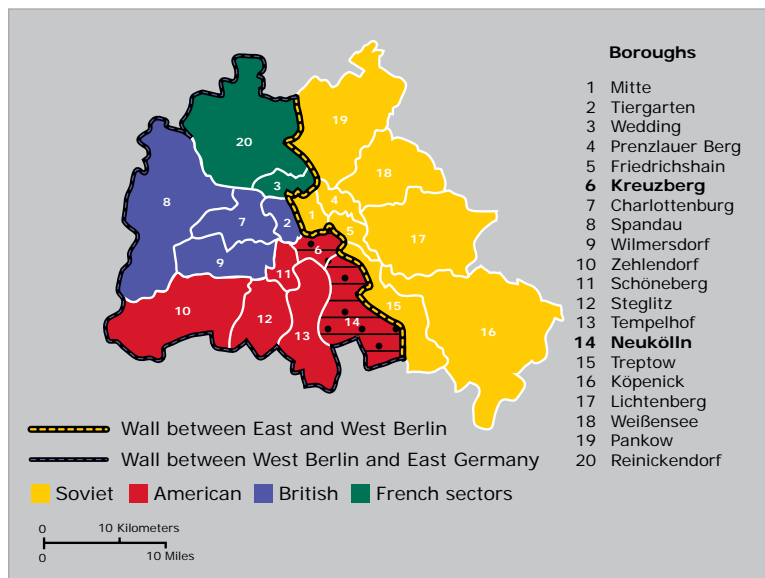 Boroughs
1 Mitte
2 Tiergarten
3 Wedding
4 Prenzlauer Berg
5 Friedrichshain
6 Kreuzberg
7 Charlottenburg
8 Spandau
9 Wilmersdorf
10 Zehlendorf
11 Schöneberg
12 Steglitz
13 Tempelhof
14 Neukölln
15 Treptow
16 Köpenick
17 Lichtenberg
18 Weißensee
19 Pankow
20 Reinickendorf
19
20
18
3
4
8
1
7
2
5
6
17
9
11
15
10
12
14
13
16
Wall between East and West Berlin
Wall between West Berlin and East Germany
Soviet American British French sectors
0 10 Kilometers
0 10 Miles